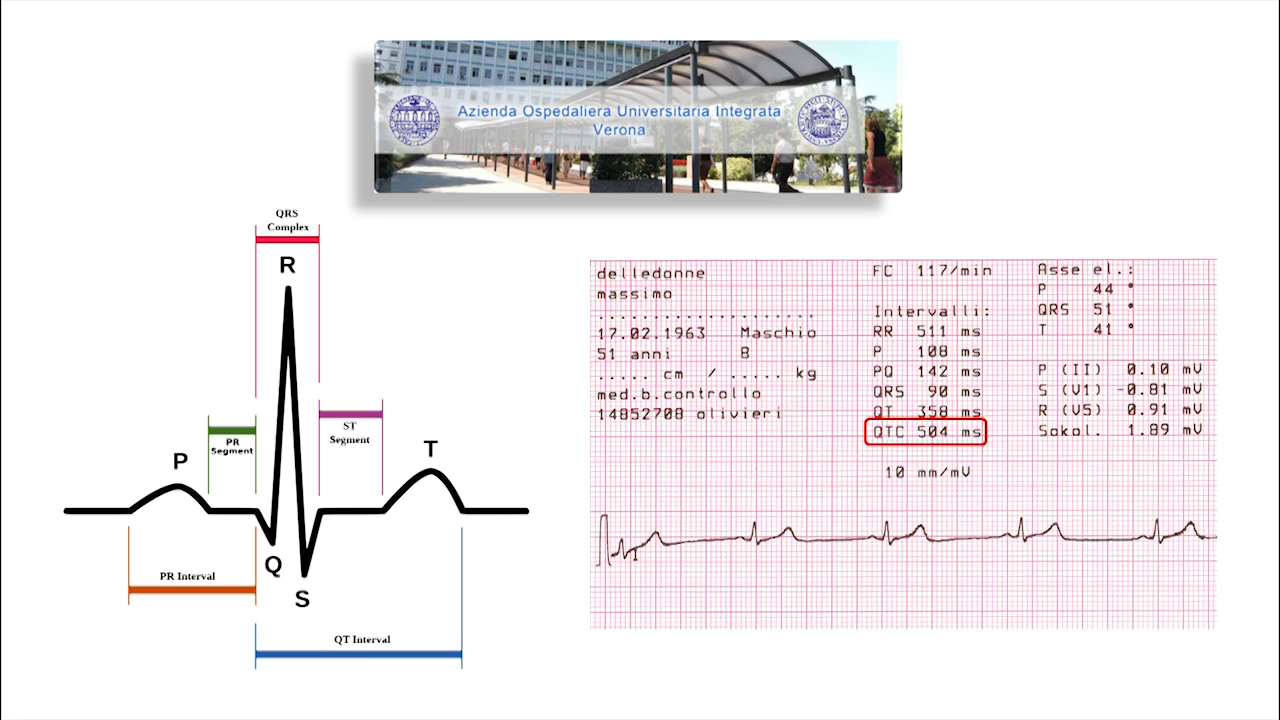 Azienda Ospedaliera Universitaria Integrata
Verona
QRS
Complex
R
PR
Segment
ST
Segment
P
T
Q
S
PR Interval
QT Interval
delledonne
massimo
.....................
17.02.1963 Maschio
51 anni B
..... cm / ..... kg
med.b.controllo
14852708 olivieri
FC 117/min
Intervalli:
RR 511 ms
P 108 ms
PQ 142 ms
QRS 90 ms
QT 358 ms
QTC 504 ms
10 mm/mV
Asse el.:
P 44 °
QRS 51 °
T 41 °
P (II) 0.10 mV
S (V1) -0.81 mV
R (V5) 0.91 mV
Sokol. 1.89 mV